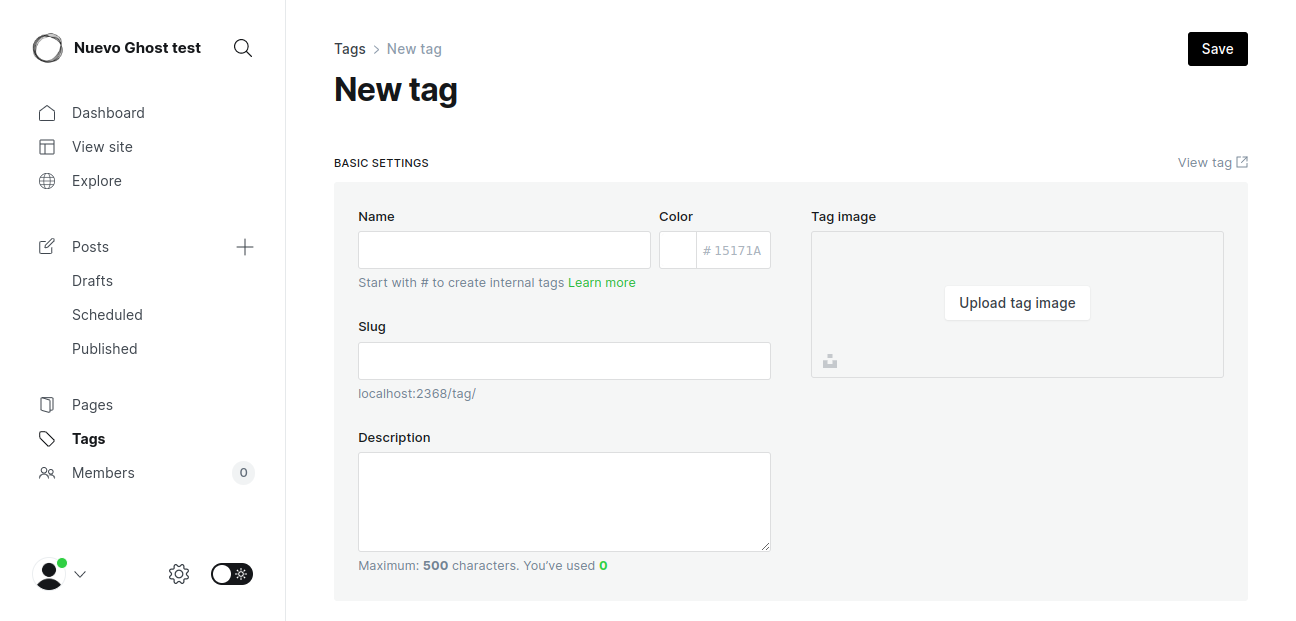 Nuevo Ghost test
Dashboard
View site
Explore
Posts
Drafts
Scheduled
Published
Pages
Tags
Members 0
Tags > New tag
Save
New tag
BASIC SETTINGS
View tag
Name
Color
# 15171A
Start with # to create internal tags Learn more
Slug
localhost:2368/tag/
Description
Maximum: 500 characters. You've used 0
Tag image
Upload tag image